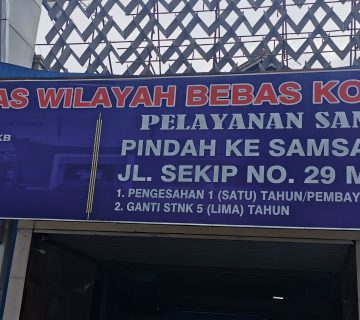 AS WILAYAH BEBAS KO
PELAYANAN SAM
KB
PINDAH KE SAMSA
JL. SEKIP NO. 29 M
1. PENGESAHAN 1 (SATU) TAHUN/PEMBAY
2. GANTI STNK 5 (LIMA) TAHUN